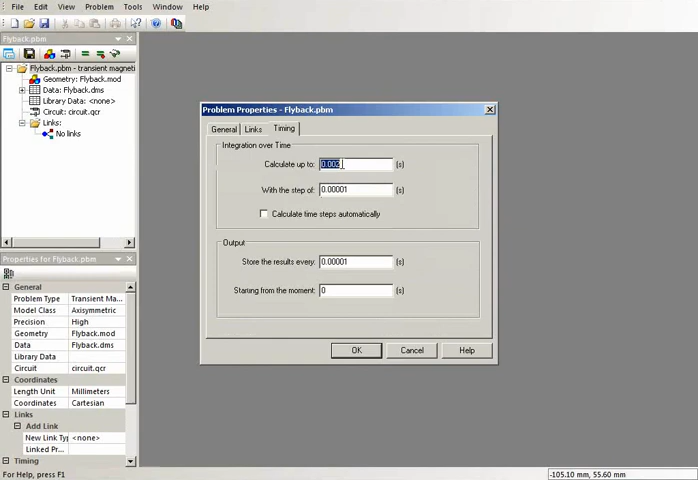 File Edit View Problem Tools Window Help
Flyback.pbm
Flyback.pbm - transient magneti
Geometry: Flyback.mod
Data: Flyback.dms
Library Data: <none>
Circuit: circuit.qcr
Links:
No links
Properties for Flyback.pbm
General
Problem Type Transient Ma...
Model Class Axisymmetric
Precision High
Geometry Flyback.mod
Data Flyback.dms
Library Data
Circuit circuit.qcr
Coordinates
Length Unit Millimeters
Coordinates Cartesian
Links
Add Link
New Link Typ <none>
Linked Pr...
Timing
Problem Properties - Flyback.pbm
General Links Timing
Integration over Time
Calculate up to: 0.002 (s)
With the step of: 0.00001 (s)
Calculate time steps automatically
Output
Store the results every: 0.00001 (s)
Starting from the moment: 0 (s)
OK Cancel Help
For Help, press F1
-105.10 mm, 55.60 mm